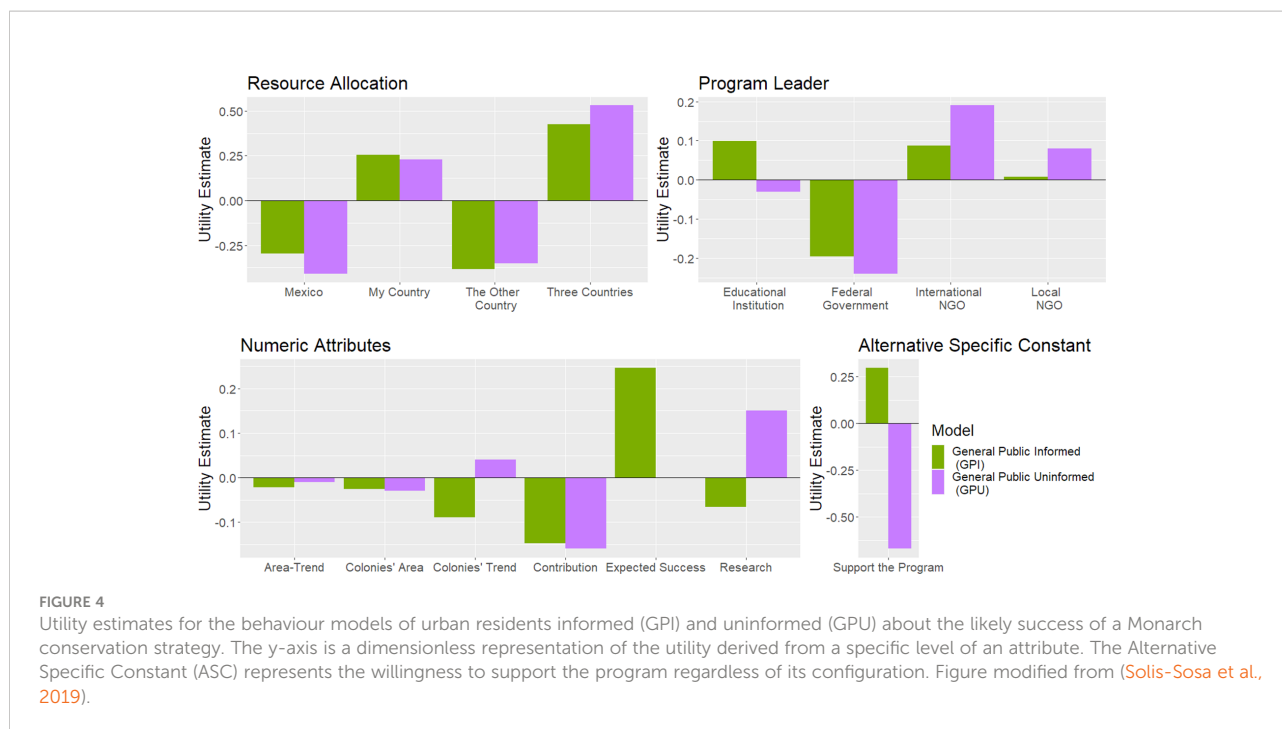 Resource Allocation
Utility Estimate
0.50
0.25
0.00
-0.25
Mexico
My Country
The Other
Country
Three Countries
Program Leader
Utility Estimate
0.2
0.1
0.0
-0.1
-0.2
Educational
Institution
Federal
Government
International
NGO
Local
NGO
Numeric Attributes
Utility Estimate
0.2
0.1
0.0
-0.1
Area-Trend
Colonies' Area
Colonies' Trend
Contribution
Expected Success
Research
Alternative Specific Constant
Utility Estimate
0.25
0.00
-0.25
-0.50
Support the Program
Model
General Public Informed
(GPI)
General Public Uninformed
(GPU)
FIGURE 4
Utility estimates for the behaviour models of urban residents informed (GPI) and uninformed (GPU) about the likely success of a Monarch
conservation strategy. The y-axis is a dimensionless representation of the utility derived from a specific level of an attribute. The Alternative
Specific Constant (ASC) represents the willingness to support the program regardless of its configuration. Figure modified from (Solis-Sosa et al.,
2019).